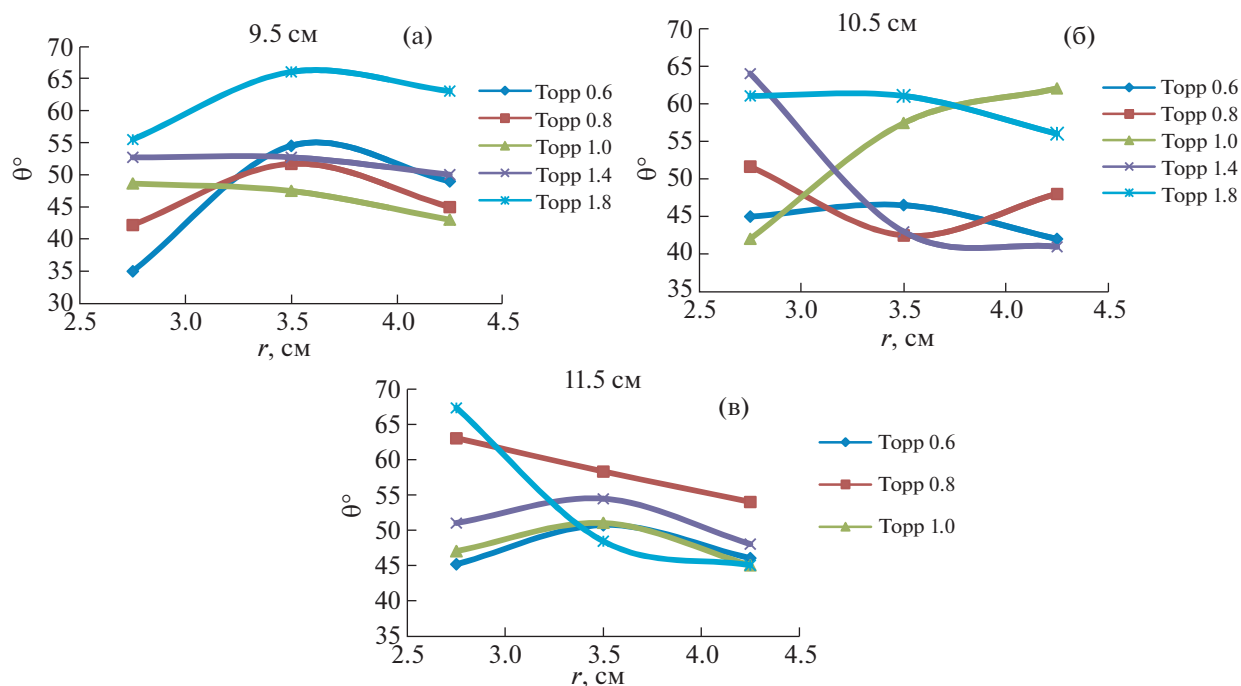 9.5 см
(а)
70
65
60
55
50
45
40
35
30
θ°
2.5 3.0 3.5 4.0 4.5
r, см
Торр 0.6
Торр 0.8
Торр 1.0
Торр 1.4
Торр 1.8
10.5 см
(б)
70
65
60
55
50
45
40
35
θ°
2.5 3.0 3.5 4.0 4.5
r, см
Торр 0.6
Торр 0.8
Торр 1.0
Торр 1.4
Торр 1.8
11.5 см
(в)
70
65
60
55
50
45
40
35
θ°
2.5 3.0 3.5 4.0 4.5
r, см
Торр 0.6
Торр 0.8
Торр 1.0